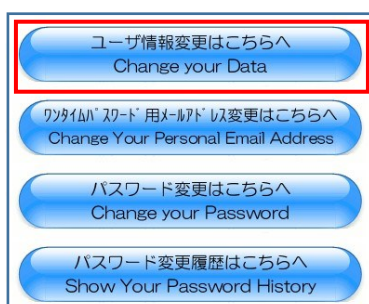 ユーザ情報変更はこちらへ
Change your Data
ﾜﾝﾀｲﾑﾊﾟｽﾜｰﾄﾞ用ﾒｰﾙｱﾄﾞﾚｽ変更はこちらへ
Change Your Personal Email Address
パスワード変更はこちらへ
Change your Password
パスワード変更履歴はこちらへ
Show Your Password History